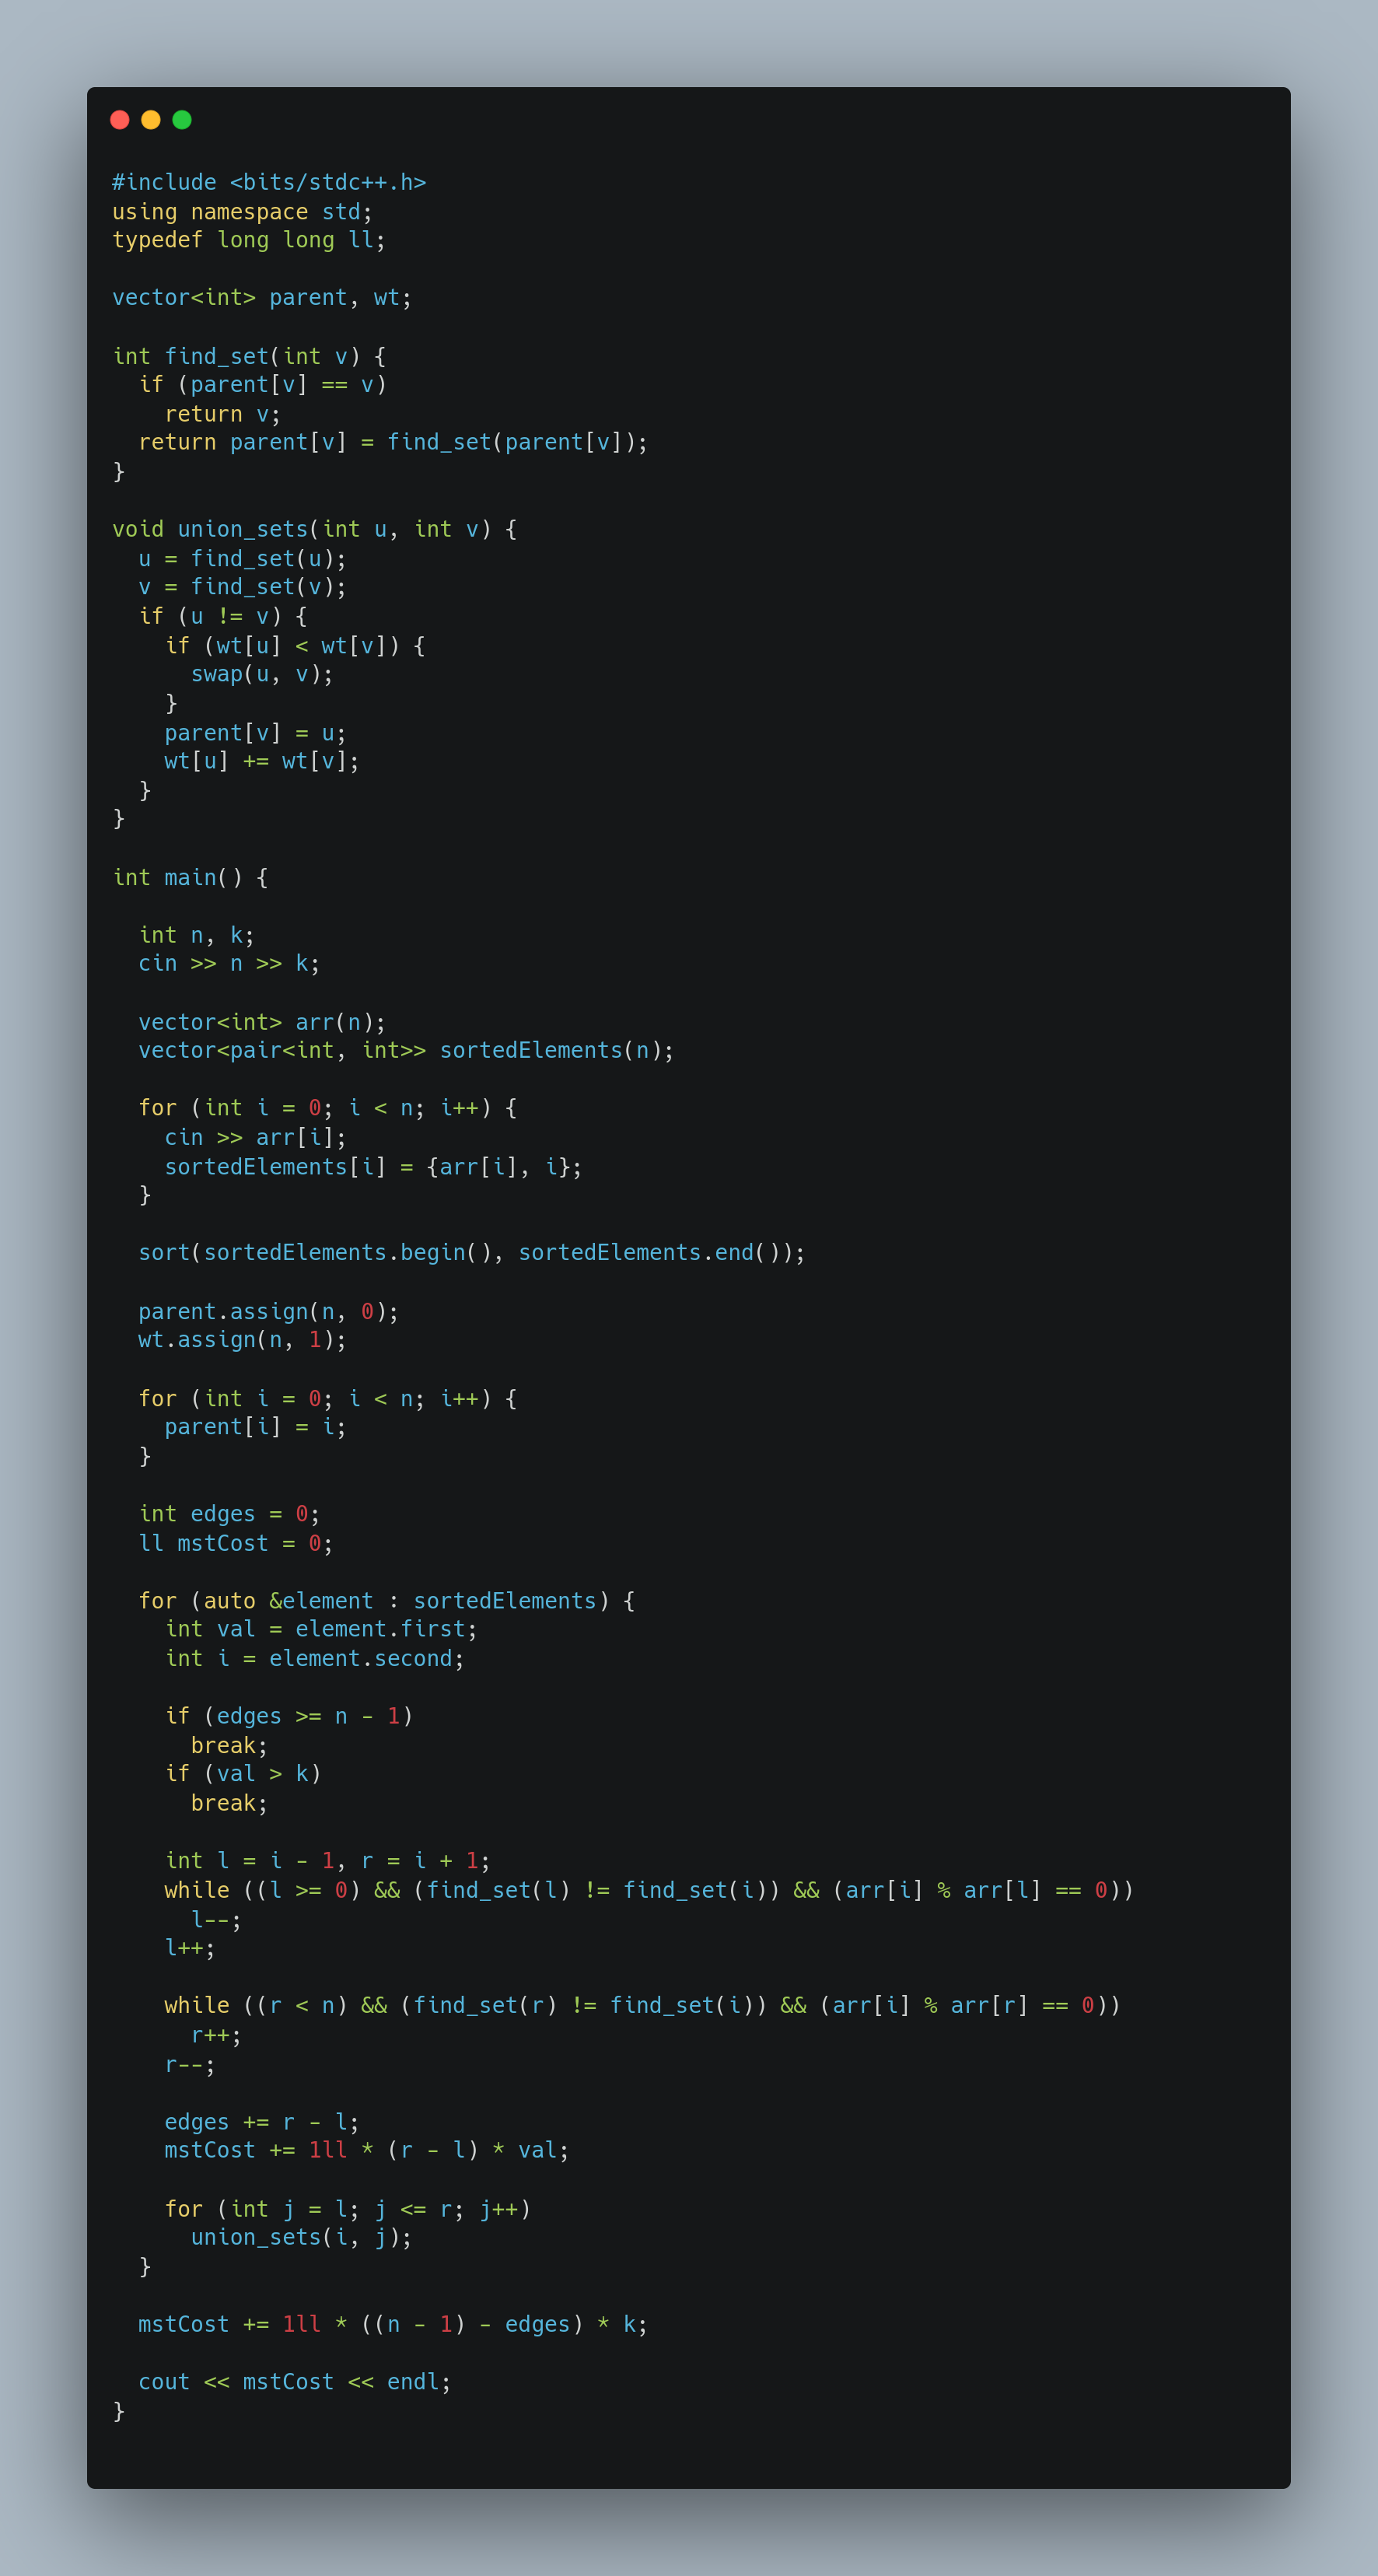 #include <bits/stdc++.h>
using namespace std;
typedef long long ll;

vector<int> parent, wt;

int find_set(int v) {
  if (parent[v] == v)
    return v;
  return parent[v] = find_set(parent[v]);
}

void union_sets(int u, int v) {
  u = find_set(u);
  v = find_set(v);
  if (u != v) {
    if (wt[u] < wt[v]) {
      swap(u, v);
    }
    parent[v] = u;
    wt[u] += wt[v];
  }
}

int main() {

  int n, k;
  cin >> n >> k;

  vector<int> arr(n);
  vector<pair<int, int>> sortedElements(n);

  for (int i = 0; i < n; i++) {
    cin >> arr[i];
    sortedElements[i] = {arr[i], i};
  }

  sort(sortedElements.begin(), sortedElements.end());

  parent.assign(n, 0);
  wt.assign(n, 1);

  for (int i = 0; i < n; i++) {
    parent[i] = i;
  }

  int edges = 0;
  ll mstCost = 0;

  for (auto &element : sortedElements) {
    int val = element.first;
    int i = element.second;

    if (edges >= n - 1)
      break;
    if (val > k)
      break;

    int l = i - 1, r = i + 1;
    while ((l >= 0) && (find_set(l) != find_set(i)) && (arr[i] % arr[l] == 0))
      l--;
    l++;

    while ((r < n) && (find_set(r) != find_set(i)) && (arr[i] % arr[r] == 0))
      r++;
    r--;

    edges += r - l;
    mstCost += 1ll * (r - l) * val;

    for (int j = l; j <= r; j++)
      union_sets(i, j);
  }

  mstCost += 1ll * ((n - 1) - edges) * k;

  cout << mstCost << endl;
}